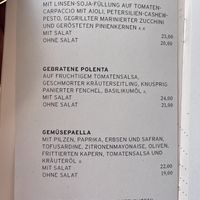 MIT LINSEN-SOJA-FÜLLUNG AUF TOMATEN-
CARPACCIO MIT AIOLI, PETERSILIEN-CASHEW-
PESTO, GEGRILLTER MARINIERTER ZUCCHINI
UND GERÖSTETEN PINIENKERNEN
MIT SALAT 23,00
OHNE SALAT 20,00
GEBRATENE POLENTA
AUF FRUCHTIGEM TOMATENSALSA,
GESCHMORTER KRÄUTERSEITLING, KNUSPRIG
PANIERTER FENCHEL, BASILIKUMÖL
MIT SALAT 24,00
OHNE SALAT 21,00
GEMÜSEPAELLA
MIT PILZEN, PAPRIKA, ERBSEN UND SAFRAN,
TOFUSARDINE, ZITRONENMAYONAISE, OLIVEN,
FRITTIERTEN KAPERN, TOMATENSALSA UND
KRÄUTERÖL
MIT SALAT 22,00
OHNE SALAT 19,00